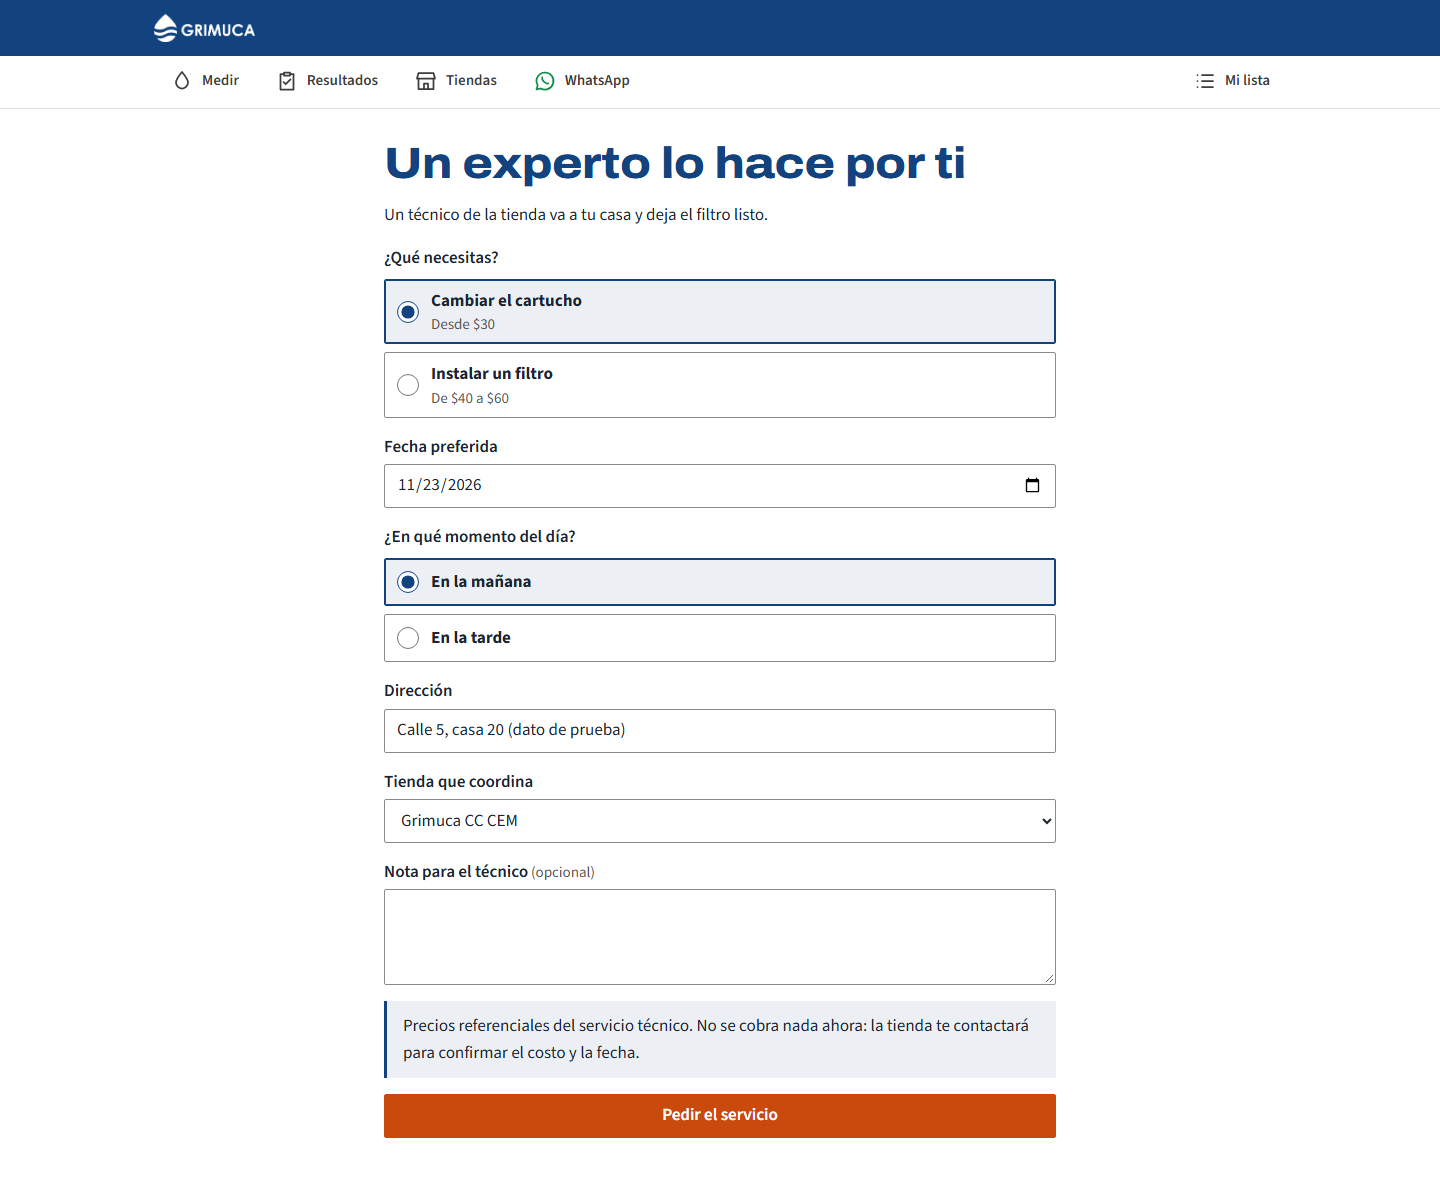 GRIMUCA
Medir
Resultados
Tiendas
WhatsApp
Mi lista
Un experto lo hace por ti
Un técnico de la tienda va a tu casa y deja el filtro listo.
¿Qué necesitas?
Cambiar el cartucho
Desde $30
Instalar un filtro
De $40 a $60
Fecha preferida
11/23/2026
¿En qué momento del día?
En la mañana
En la tarde
Dirección
Calle 5, casa 20 (dato de prueba)
Tienda que coordina
Grimuca CC CEM
Nota para el técnico (opcional)
Precios referenciales del servicio técnico. No se cobra nada ahora: la tienda te contactará
para confirmar el costo y la fecha.
Pedir el servicio